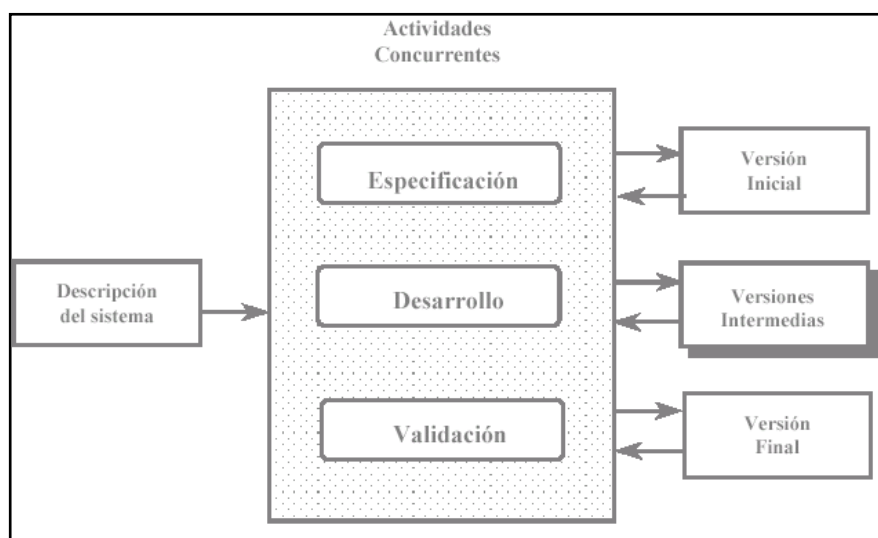 Actividades
Concurrentes
Descripción
del sistema
Especificación
Desarrollo
Validación
Versión
Inicial
Versiones
Intermedias
Versión
Final